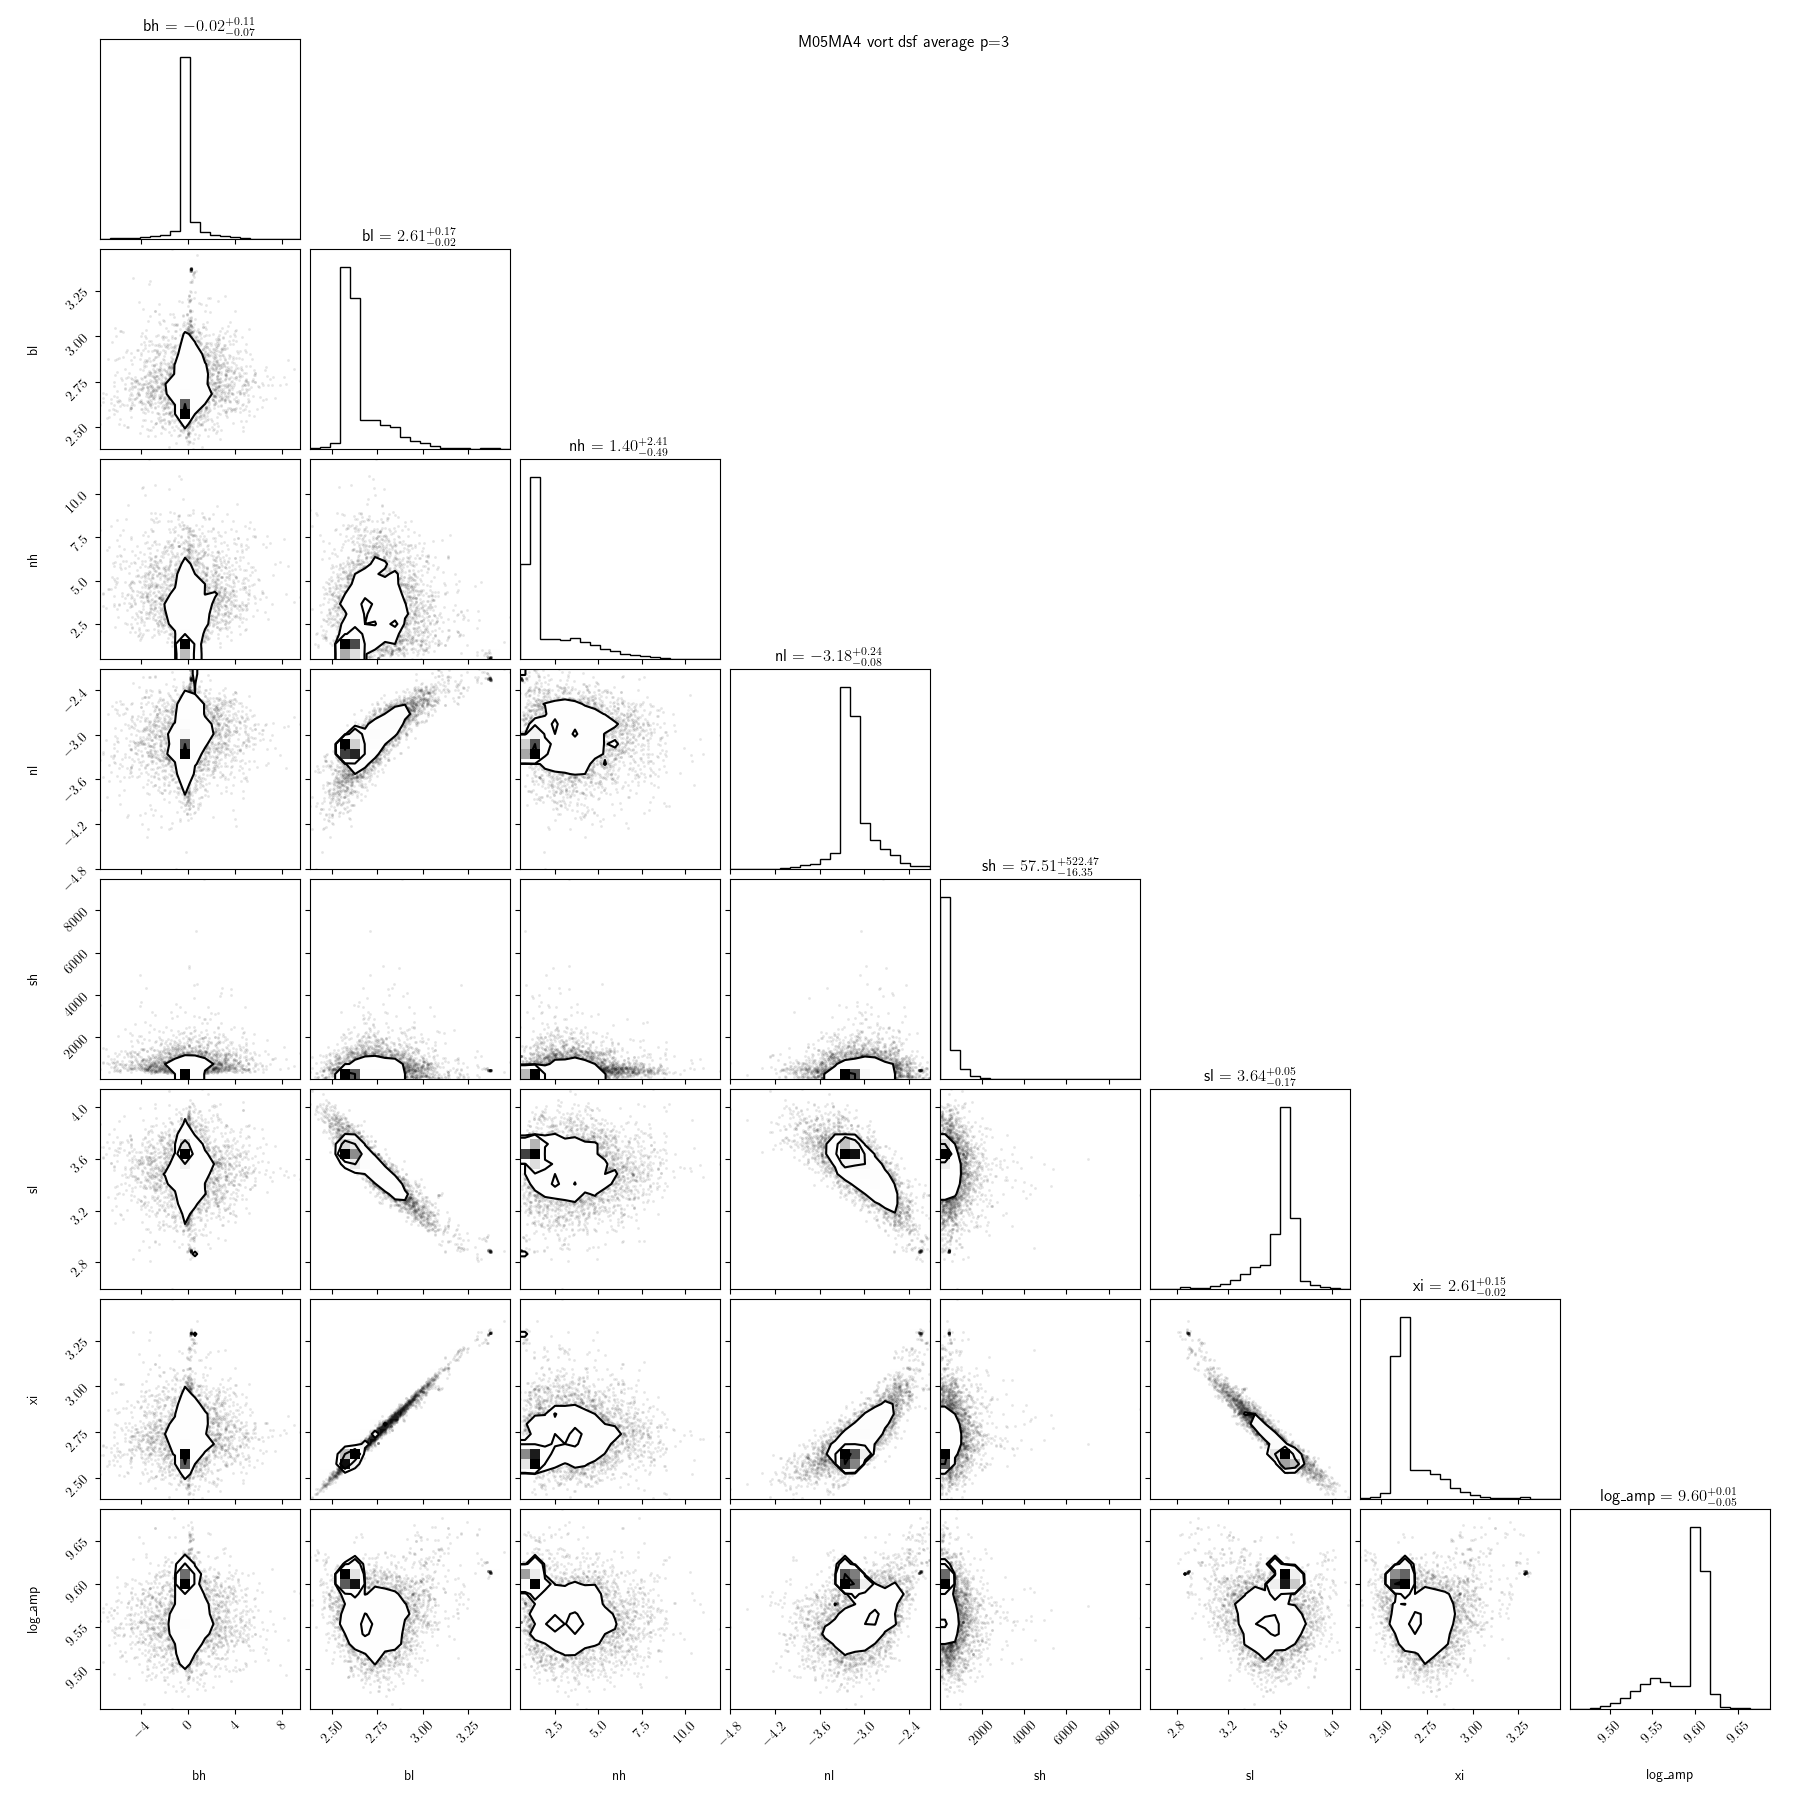 M05MA4 vort dsf average p=3
bh = −0.02 +0.11 −0.07
bl = 2.61 +0.17 −0.02
bl
3.25
3.00
2.75
2.50
nh = 1.40 +2.41 −0.49
nh
10.0
7.5
5.0
2.5
nl = −3.18 +0.24 −0.08
nl
−2.4
−3.0
−3.6
−4.2
−4.8
sh = 57.51 +522.47 −16.35
sh
8000
6000
4000
2000
sl = 3.64 +0.05 −0.17
sl
4.0
3.6
3.2
2.8
xi = 2.61 +0.15 −0.02
xi
3.25
3.00
2.75
2.50
log_amp = 9.60 +0.01 −0.05
log_amp
9.65
9.60
9.55
9.50
−4 0 4 8 2.50 2.75 3.00 3.25 2.5 5.0 7.5 10.0 −4.8 −4.2 −3.6 −3.0 −2.4 2000 4000 6000 8000 2.8 3.2 3.6 4.0 2.50 2.75 3.00 3.25 9.50 9.55 9.60 9.65
bh bl nh nl sh sl xi log_amp